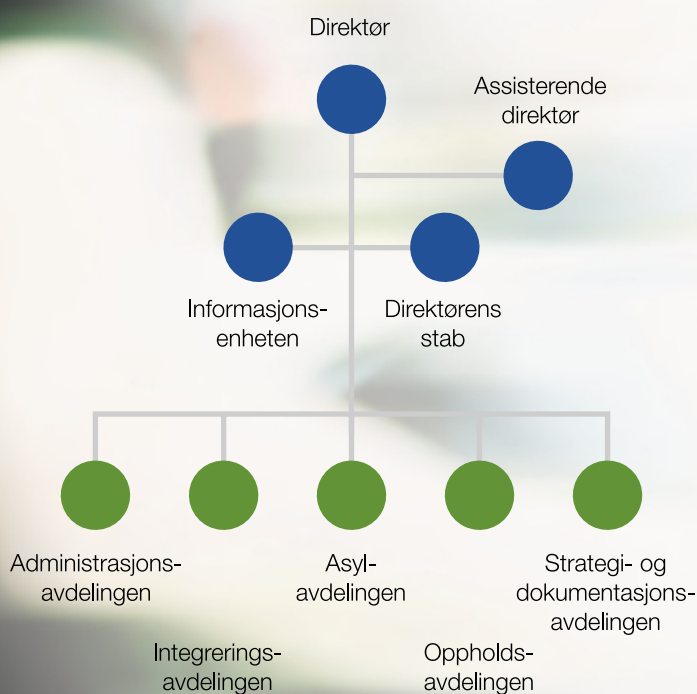 Direktør
Assisterende
direktør
Informasjons-
enheten
Direktørens
stab
Administrasjons-
avdelingen
Integrerings-
avdelingen
Asyl-
avdelingen
Oppholds-
avdelingen
Strategi- og
dokumentasjons-
avdelingen